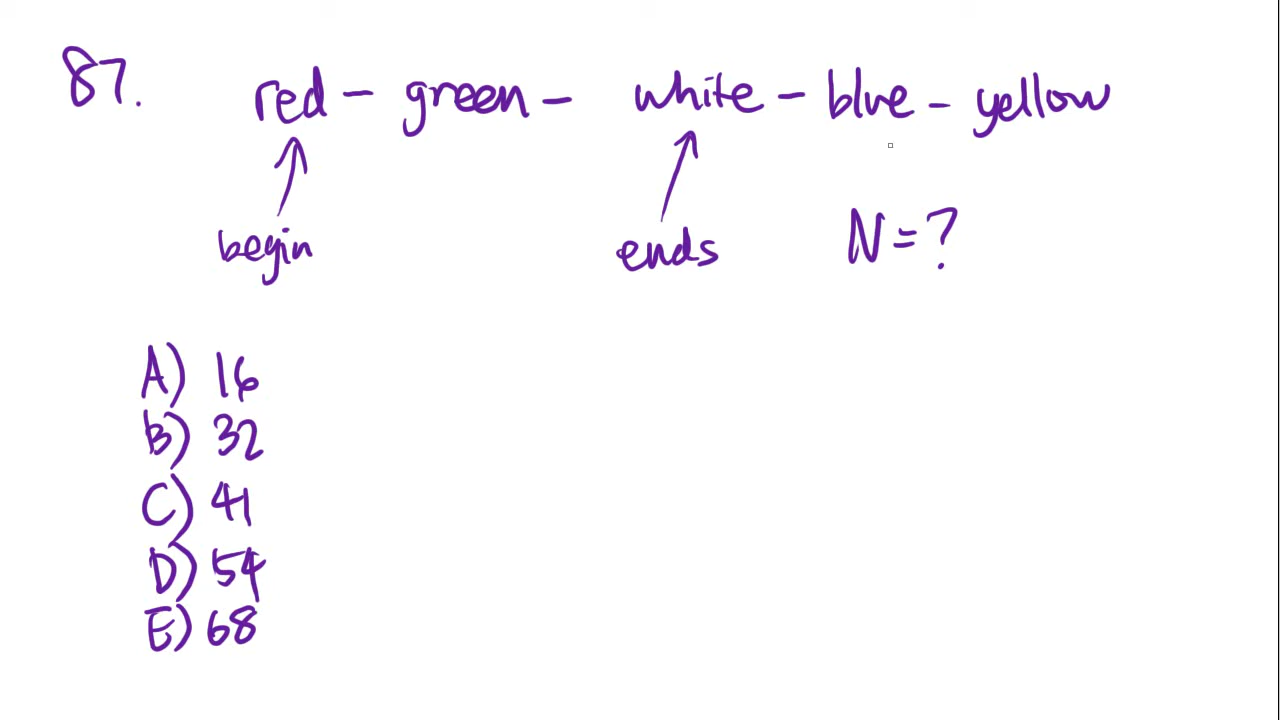 87. red - green - white - blue - yellow
begin ends N = ?
A) 16
B) 32
C) 41
D) 54
E) 68